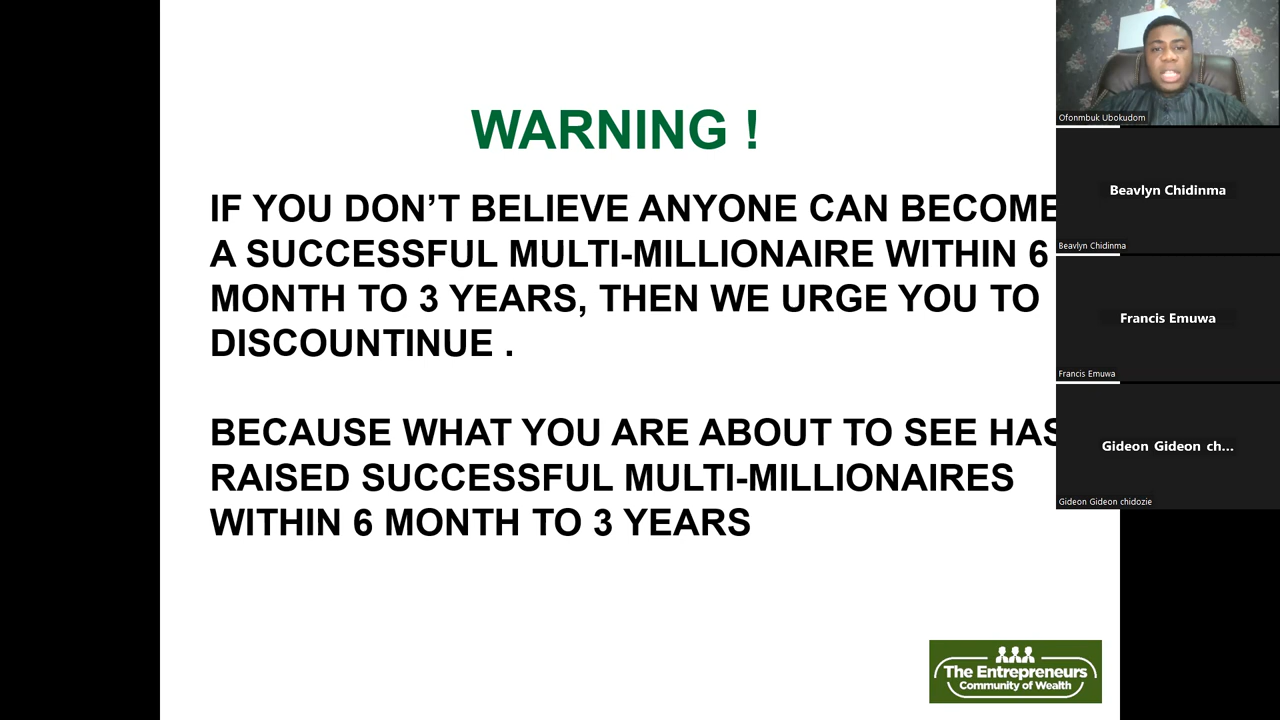 WARNING !
IF YOU DON’T BELIEVE ANYONE CAN BECOME
A SUCCESSFUL MULTI-MILLIONAIRE WITHIN 6
MONTH TO 3 YEARS, THEN WE URGE YOU TO
DISCOUNTINUE .
BECAUSE WHAT YOU ARE ABOUT TO SEE HAS
RAISED SUCCESSFUL MULTI-MILLIONAIRES
WITHIN 6 MONTH TO 3 YEARS
The Entrepreneurs
Community of Wealth
Ofonmbuk Ubokudom
Beavlyn Chidinma
Beavlyn Chidinma
Francis Emuwa
Francis Emuwa
Gideon Gideon ch...
Gideon Gideon chidozie